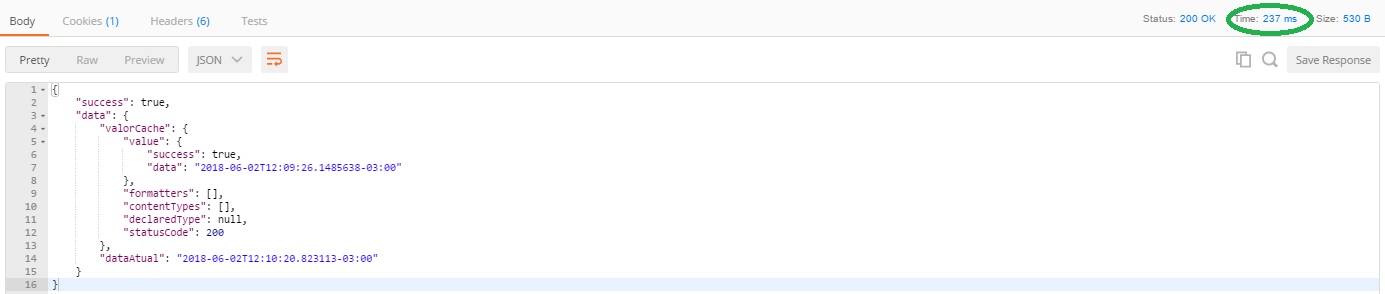 Body Cookies (1) Headers (6) Tests Status: 200 OK Time: 237 ms Size: 530 B
Pretty Raw Preview JSON Save Response
1 {
2 "success": true,
3 "data": {
4 "valorCache": {
5 "value": {
6 "success": true,
7 "data": "2018-06-02T12:09:26.1485638-03:00"
8 },
9 "formatters": [],
10 "contentTypes": [],
11 "declaredType": null,
12 "statusCode": 200
13 },
14 "dataAtual": "2018-06-02T12:10:20.823113-03:00"
15 }
16 }